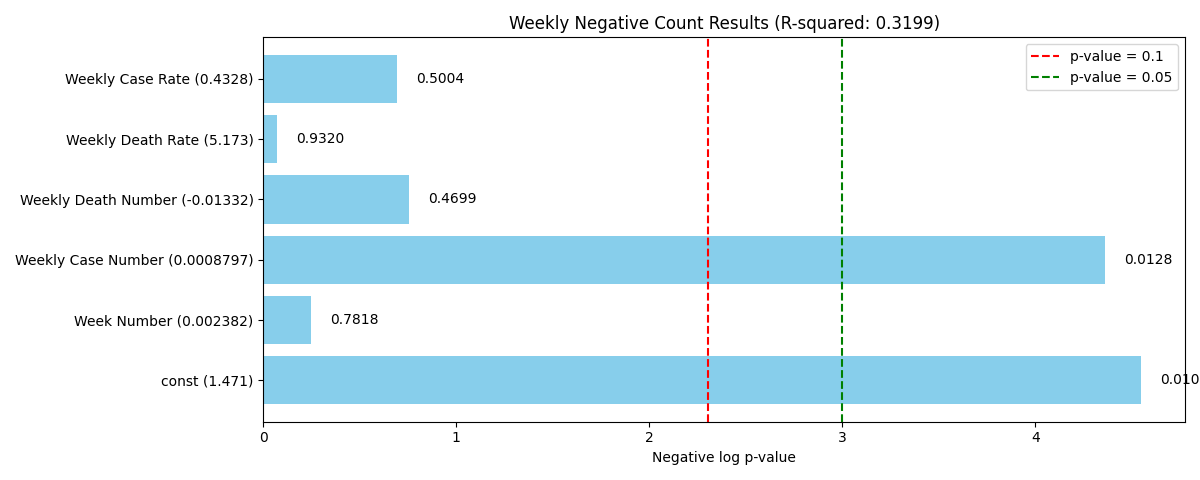 Weekly Negative Count Results (R-squared: 0.3199)
p-value = 0.1
p-value = 0.05
Weekly Case Rate (0.4328)
0.5004
Weekly Death Rate (5.173)
0.9320
Weekly Death Number (-0.01332)
0.4699
Weekly Case Number (0.0008797)
0.0128
Week Number (0.002382)
0.7818
const (1.471)
0.010
0 1 2 3 4
Negative log p-value